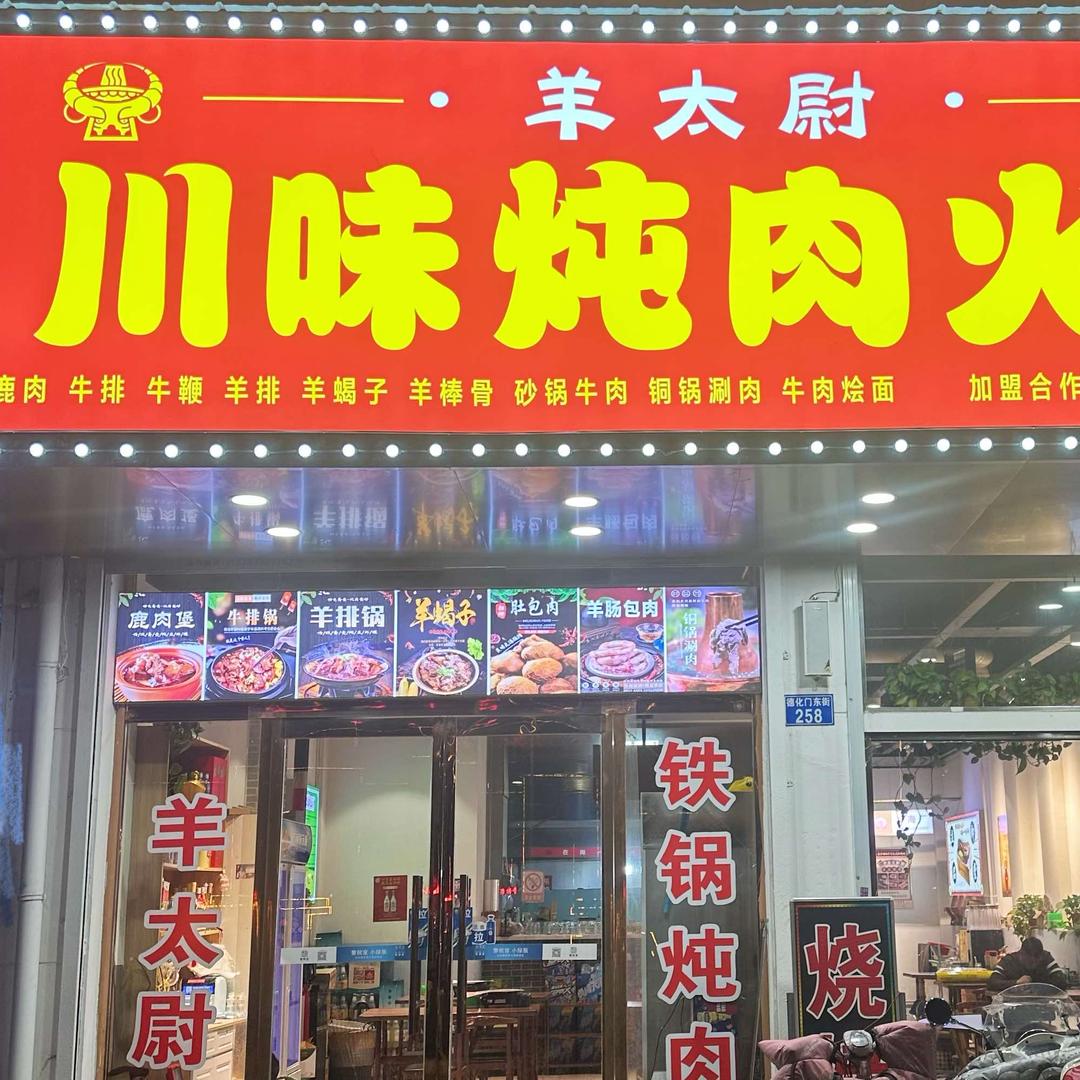 羊太尉
川味炖肉火
鹿肉 牛排 牛鞭 羊排 羊蝎子 羊棒骨 砂锅牛肉 铜锅涮肉 牛肉烩面 加盟合作
鹿肉煲
牛排锅
羊排锅
羊蝎子
肚包肉
羊肠包肉
铜锅涮肉
德化门东街
258
羊太尉
铁锅炖肉
烧